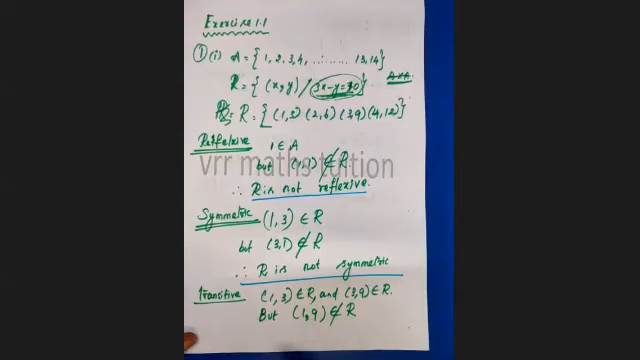 Exercise 1.1
① (i) A = { 1, 2, 3, 4, ............ 13, 14}
R = { (x, y) / 3x-y=0}
R = {(1,3) (2,6) (3,9) (4,12)}
Refelxive 1 ∈ A
but (1,1) ∉ R
vrr maths tuition
∴ R is not reflexive.
Symmetric (1, 3) ∈ R
but (3,1) ∉ R
∴ R is not symmetric
Transitive (1, 3) ∈ R, and (3,9) ∈ R.
But (1,9) ∉ R